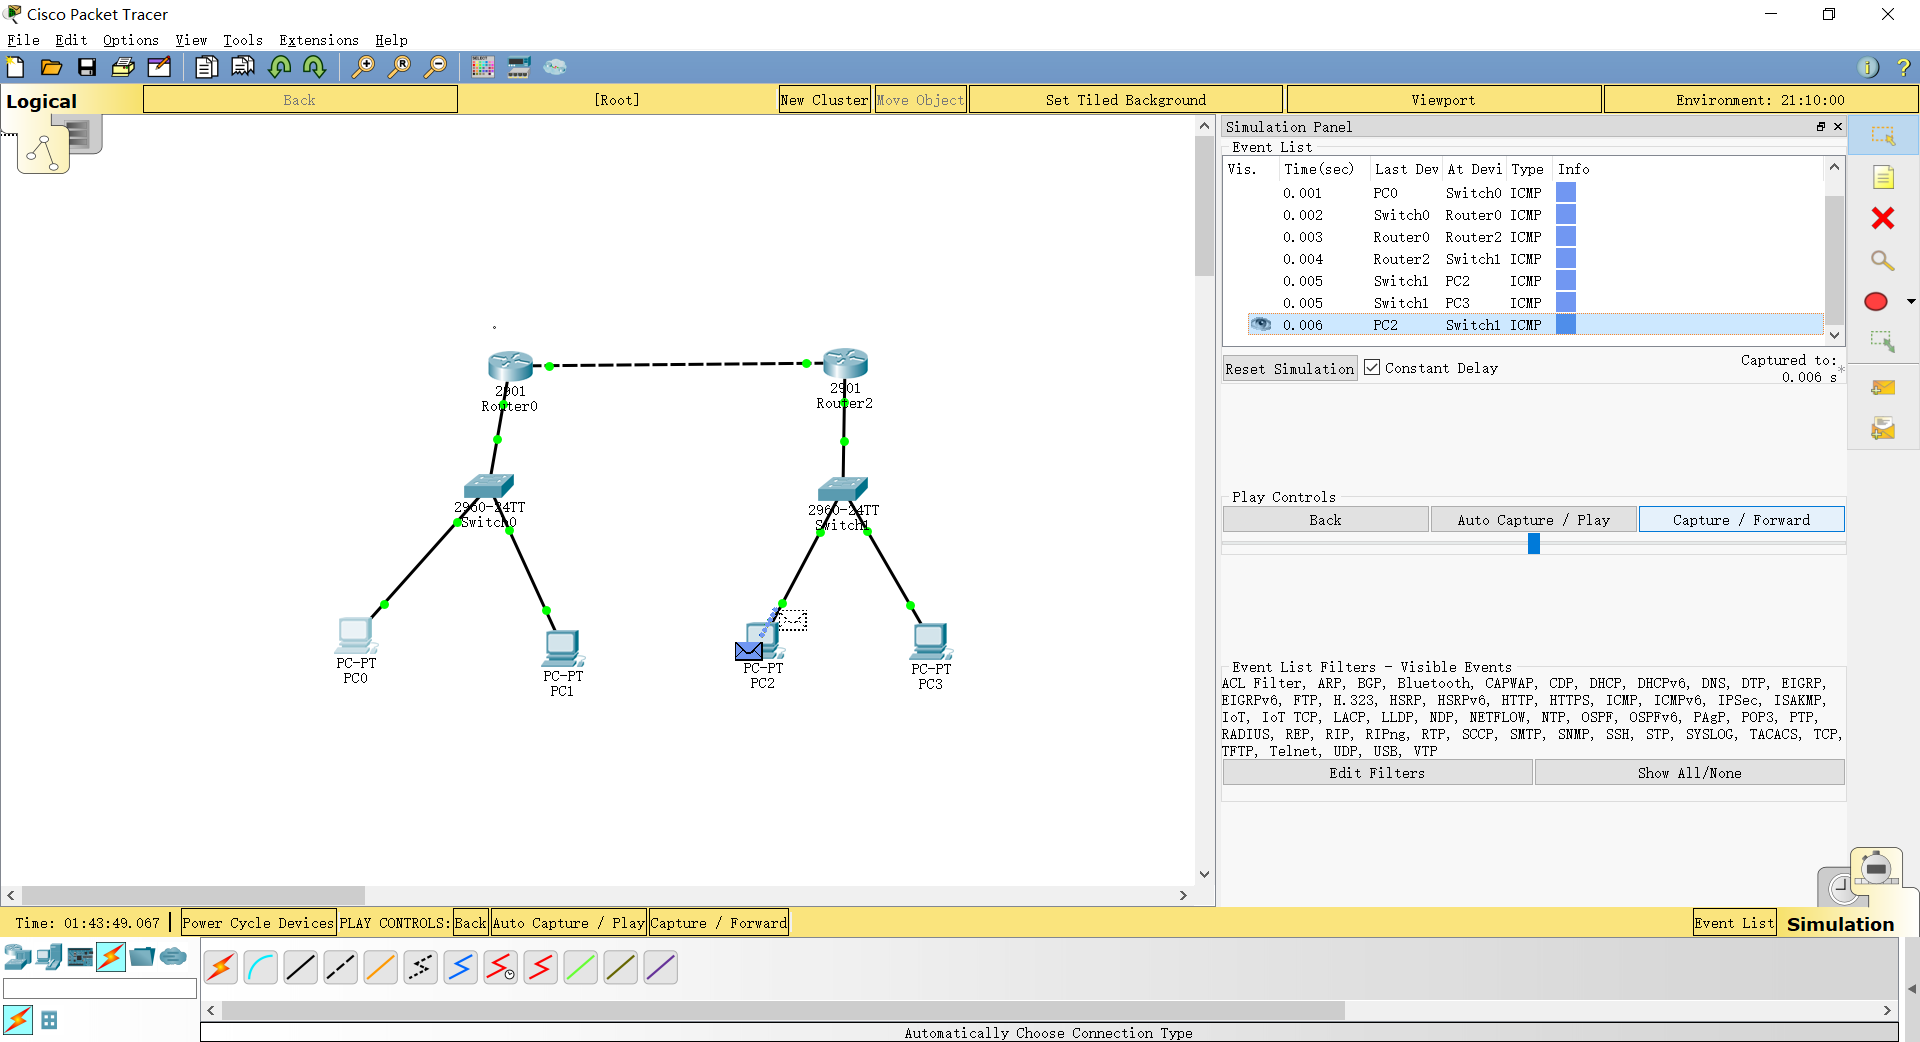 Cisco Packet Tracer
File Edit Options View Tools Extensions Help
Logical
Back
[Root]
New Cluster
Move Object
Set Tiled Background
Viewport
Environment: 21:10:00
Simulation Panel
Event List
Vis. Time(sec) Last Dev At Devi Type Info
0.001 PC0 Switch0 ICMP
0.002 Switch0 Router0 ICMP
0.003 Router0 Router2 ICMP
0.004 Router2 Switch1 ICMP
0.005 Switch1 PC2 ICMP
0.005 Switch1 PC3 ICMP
0.006 PC2 Switch1 ICMP
Reset Simulation
Constant Delay
Captured to:
0.006 s
Play Controls
Back
Auto Capture / Play
Capture / Forward
Event List Filters - Visible Events
ACL Filter, ARP, BGP, Bluetooth, CAPWAP, CDP, DHCP, DHCPv6, DNS, DTP, EIGRP,
EIGRPv6, FTP, H.323, HSRP, HSRPv6, HTTP, HTTPS, ICMP, ICMPv6, IPSec, ISAKMP,
IoT, IoT TCP, LACP, LLDP, NDP, NETFLOW, NTP, OSPF, OSPFv6, PAgP, POP3, PTP,
RADIUS, REP, RIP, RIPng, RTP, SCCP, SMTP, SNMP, SSH, STP, SYSLOG, TACACS, TCP,
TFTP, Telnet, UDP, USB, VTP
Edit Filters
Show All/None
2901
Router0
2901
Router2
2960-24TT
Switch0
2960-24TT
Switch1
PC-PT
PC0
PC-PT
PC1
PC-PT
PC2
PC-PT
PC3
Time: 01:43:49.067
Power Cycle Devices
PLAY CONTROLS:
Back
Auto Capture / Play
Capture / Forward
Event List
Simulation
Automatically Choose Connection Type